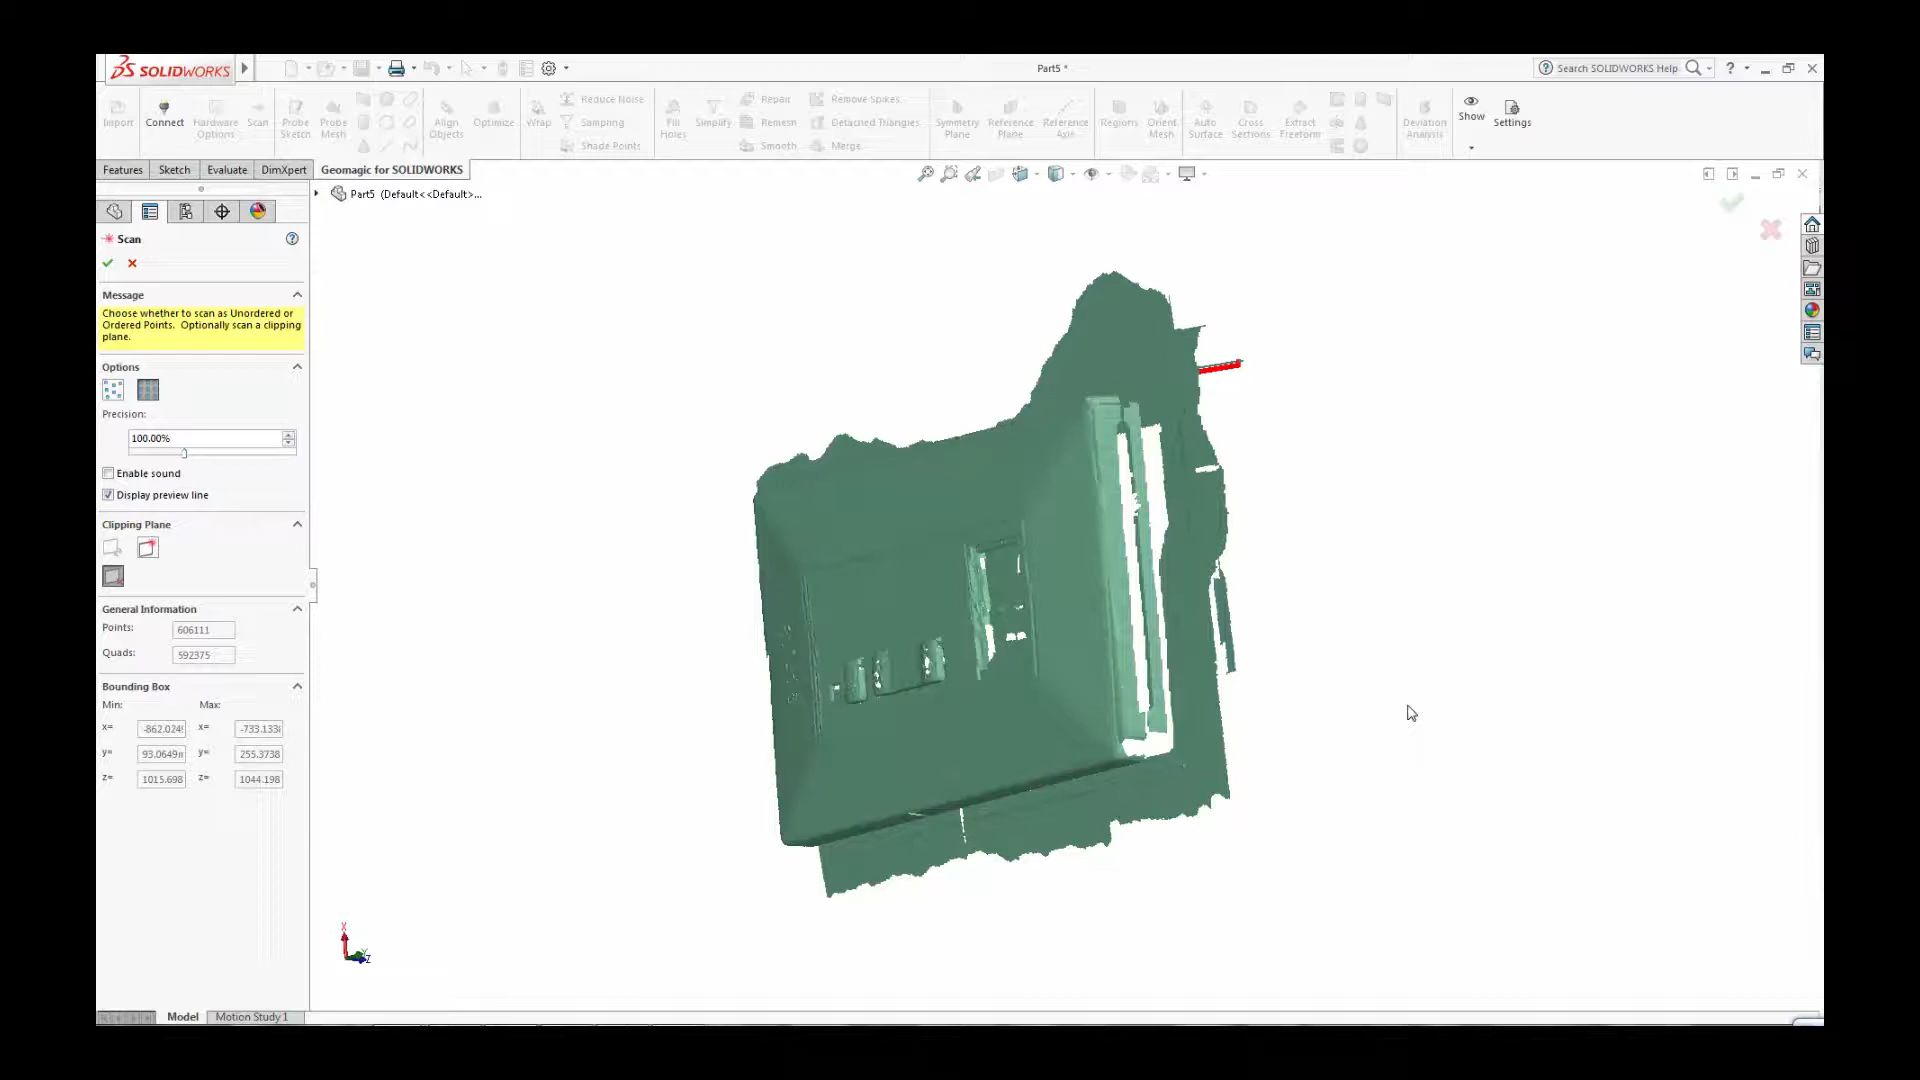 SOLIDWORKS
Part5 *
Search SOLIDWORKS Help
?
Import
Connect
Hardware Options
Scan
Probe Sketch
Probe Mesh
Align Objects
Optimize
Wrap
Reduce Noise
Sampling
Shade Points
Fill Holes
Simplify
Repair
Remesh
Smooth
Remove Spikes
Detached Triangles
Merge
Symmetry Plane
Reference Plane
Reference Axis
Regions
Orient Mesh
Auto Surface
Cross Sections
Extract Freeform
Deviation Analysis
Show
Settings
Features
Sketch
Evaluate
DimXpert
Geomagic for SOLIDWORKS
Part5 (Default<<Default>...
Scan
Message
Choose whether to scan as Unordered or
Ordered Points. Optionally scan a clipping
plane.
Options
Precision:
100.00%
Enable sound
Display preview line
Clipping Plane
General Information
Points: 606111
Quads: 592375
Bounding Box
Min: Max:
x= -862.024 x= -733.133
y= 93.0649 y= 255.3738
z= 1015.698 z= 1044.198
X
Y
Z
Model
Motion Study 1